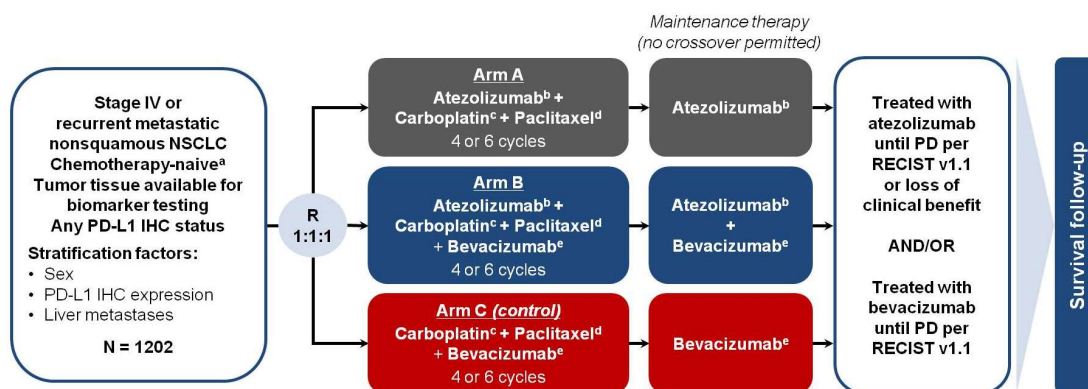 Maintenance therapy
(no crossover permitted)
Stage IV or
recurrent metastatic
nonsquamous NSCLC
Chemotherapy-naiveᵃ
Tumor tissue available for
biomarker testing
Any PD-L1 IHC status
Stratification factors:
• Sex
• PD-L1 IHC expression
• Liver metastases
N = 1202
R
1:1:1
Arm A
Atezolizumabᵇ +
Carboplatinᶜ + Paclitaxelᵈ
4 or 6 cycles
Atezolizumabᵇ
Arm B
Atezolizumabᵇ +
Carboplatinᶜ + Paclitaxelᵈ
+ Bevacizumabᵉ
4 or 6 cycles
Atezolizumabᵇ
+
Bevacizumabᵉ
Arm C (control)
Carboplatinᶜ + Paclitaxelᵈ
+ Bevacizumabᵉ
4 or 6 cycles
Bevacizumabᵉ
Treated with
atezolizumab
until PD per
RECIST v1.1
or loss of
clinical benefit
AND/OR
Treated with
bevacizumab
until PD per
RECIST v1.1
Survival follow-up